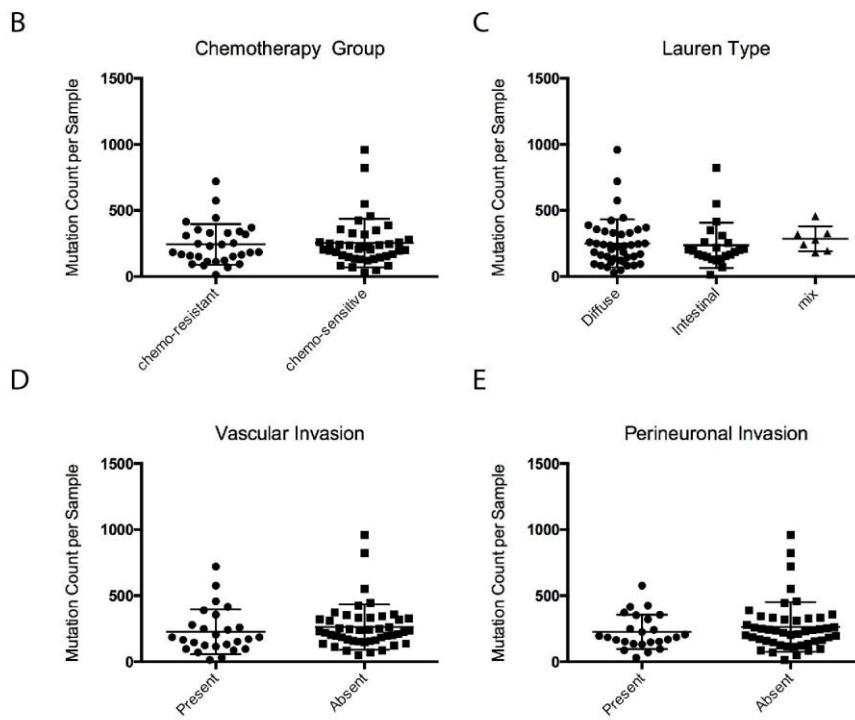 B
Chemotherapy Group
Mutation Count per Sample
1500
1000
500
0
chemo-resistant
chemo-sensitive
C
Lauren Type
Mutation Count per Sample
1500
1000
500
0
Diffuse
Intestinal
mix
D
Vascular Invasion
Mutation Count per Sample
1500
1000
500
0
Present
Absent
E
Perineuronal Invasion
Mutation Count per Sample
1500
1000
500
0
Present
Absent